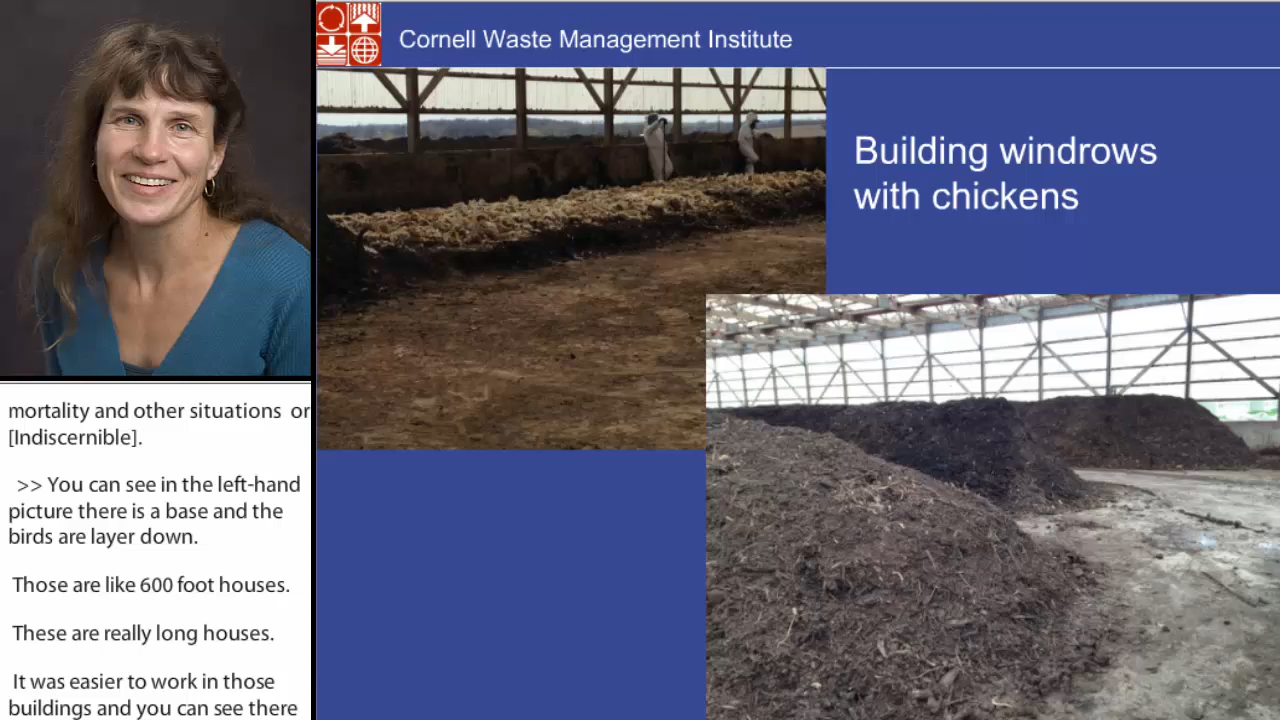 Cornell Waste Management Institute
Building windrows
with chickens
mortality and other situations or
[Indiscernible].
>> You can see in the left-hand
picture there is a base and the
birds are layer down.
Those are like 600 foot houses.
These are really long houses.
It was easier to work in those
buildings and you can see there